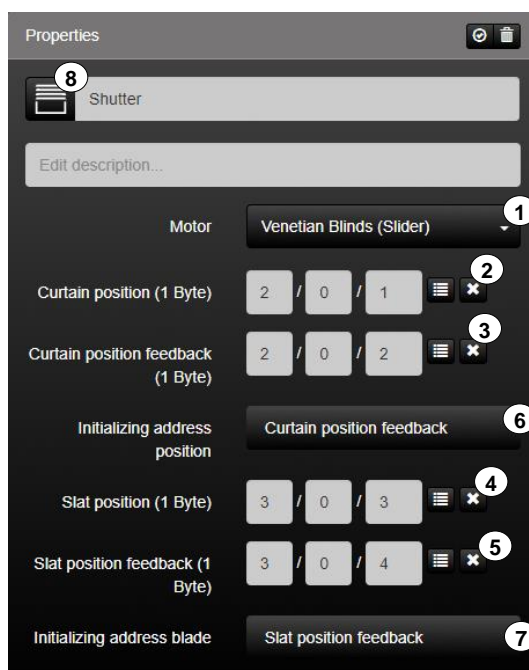 Properties
8
Shutter
Edit description...
1
Motor Venetian Blinds (Slider)
2
Curtain position (1 Byte) 2 / 0 / 1
3
Curtain position feedback 2 / 0 / 2
(1 Byte)
Initializing address Curtain position feedback 6
position
4
Slat position (1 Byte) 3 / 0 / 3
5
Slat position feedback (1 3 / 0 / 4
Byte)
Initializing address blade Slat position feedback 7